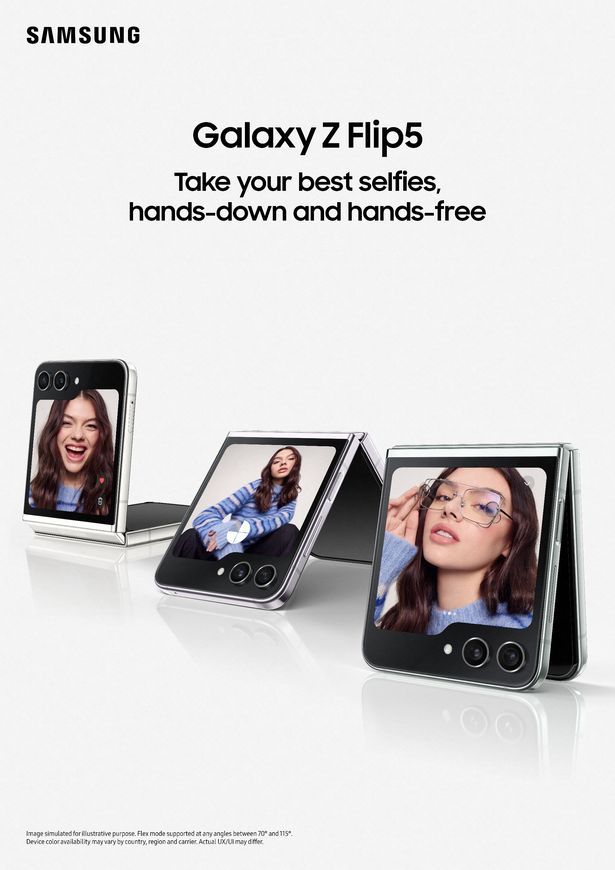 SAMSUNG
Galaxy Z Flip5
Take your best selfies,
hands-down and hands-free
Image simulated for illustrative purpose. Flex mode supported at any angles between 70° and 115°.
Device color availability may vary by country, region and carrier. Actual UX/UI may differ.